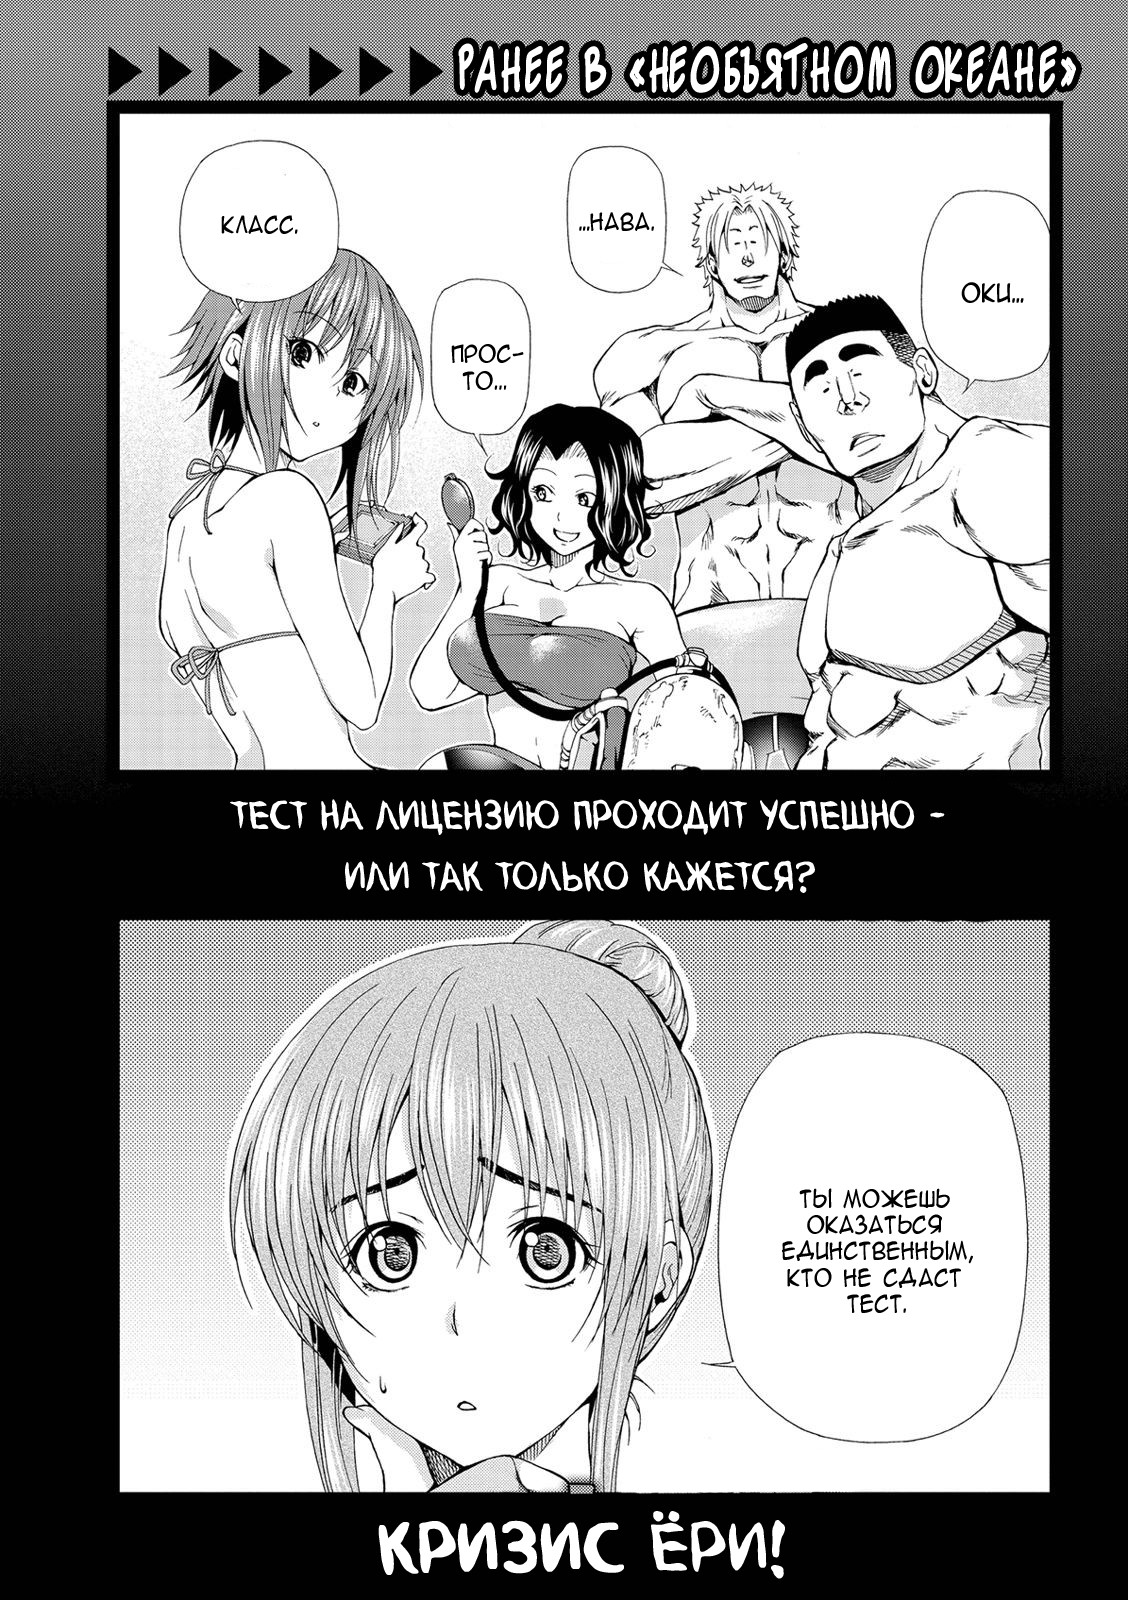 РАНЕЕ В «НЕОБЪЯТНОМ ОКЕАНЕ»
ОКИ...
...НАВА.
ПРОС-
ТО...
КЛАСС.
ТЕСТ НА ЛИЦЕНЗИЮ ПРОХОДИТ УСПЕШНО -
ИЛИ ТАК ТОЛЬКО КАЖЕТСЯ?
ТЫ МОЖЕШЬ
ОКАЗАТЬСЯ
ЕДИНСТВЕННЫМ,
КТО НЕ СДАСТ
ТЕСТ.
КРИЗИС ЁРИ!